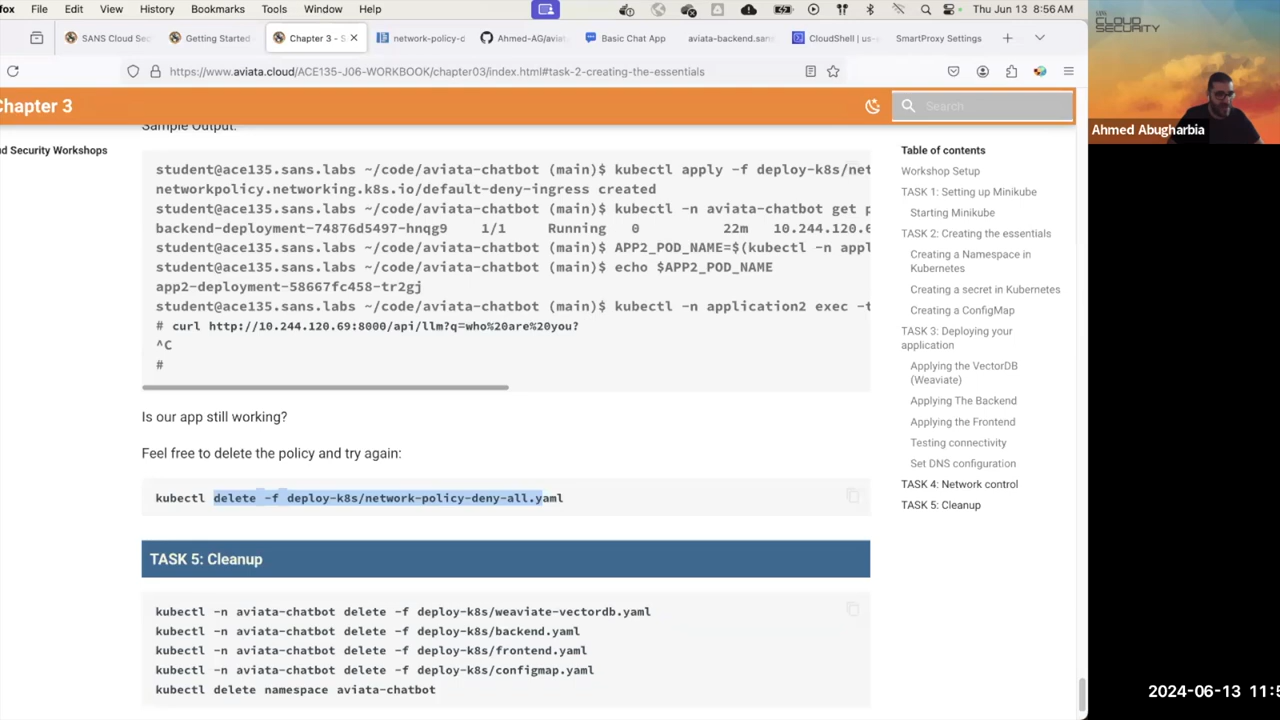 fox File Edit View History Bookmarks Tools Window Help Thu Jun 13 8:56 AM
SANS Cloud Sec Getting Started Chapter 3 - S network-policy-d Ahmed-AG/aviat Basic Chat App aviata-backend.sans CloudShell | us- SmartProxy Settings
https://www.aviata.cloud/ACE135-J06-WORKBOOK/chapter03/index.html#task-2-creating-the-essentials
Chapter 3
Search
Sample Output:
d Security Workshops
student@ace135.sans.labs ~/code/aviata-chatbot (main)$ kubectl apply -f deploy-k8s/net
networkpolicy.networking.k8s.io/default-deny-ingress created
student@ace135.sans.labs ~/code/aviata-chatbot (main)$ kubectl -n aviata-chatbot get p
backend-deployment-74876d5497-hnqg9 1/1 Running 0 22m 10.244.120.6
student@ace135.sans.labs ~/code/aviata-chatbot (main)$ APP2_POD_NAME=$(kubectl -n appl
student@ace135.sans.labs ~/code/aviata-chatbot (main)$ echo $APP2_POD_NAME
app2-deployment-58667fc458-tr2gj
student@ace135.sans.labs ~/code/aviata-chatbot (main)$ kubectl -n application2 exec -t
# curl http://10.244.120.69:8000/api/llm?q=who%20are%20you?
^C
#
Is our app still working?
Feel free to delete the policy and try again:
kubectl delete -f deploy-k8s/network-policy-deny-all.yaml
TASK 5: Cleanup
kubectl -n aviata-chatbot delete -f deploy-k8s/weaviate-vectordb.yaml
kubectl -n aviata-chatbot delete -f deploy-k8s/backend.yaml
kubectl -n aviata-chatbot delete -f deploy-k8s/frontend.yaml
kubectl -n aviata-chatbot delete -f deploy-k8s/configmap.yaml
kubectl delete namespace aviata-chatbot
Table of contents
Workshop Setup
TASK 1: Setting up Minikube
Starting Minikube
TASK 2: Creating the essentials
Creating a Namespace in
Kubernetes
Creating a secret in Kubernetes
Creating a ConfigMap
TASK 3: Deploying your
application
Applying the VectorDB
(Weaviate)
Applying The Backend
Applying the Frontend
Testing connectivity
Set DNS configuration
TASK 4: Network control
TASK 5: Cleanup
CLOUD
SECURITY
Ahmed Abugharbia
2024-06-13 11:5